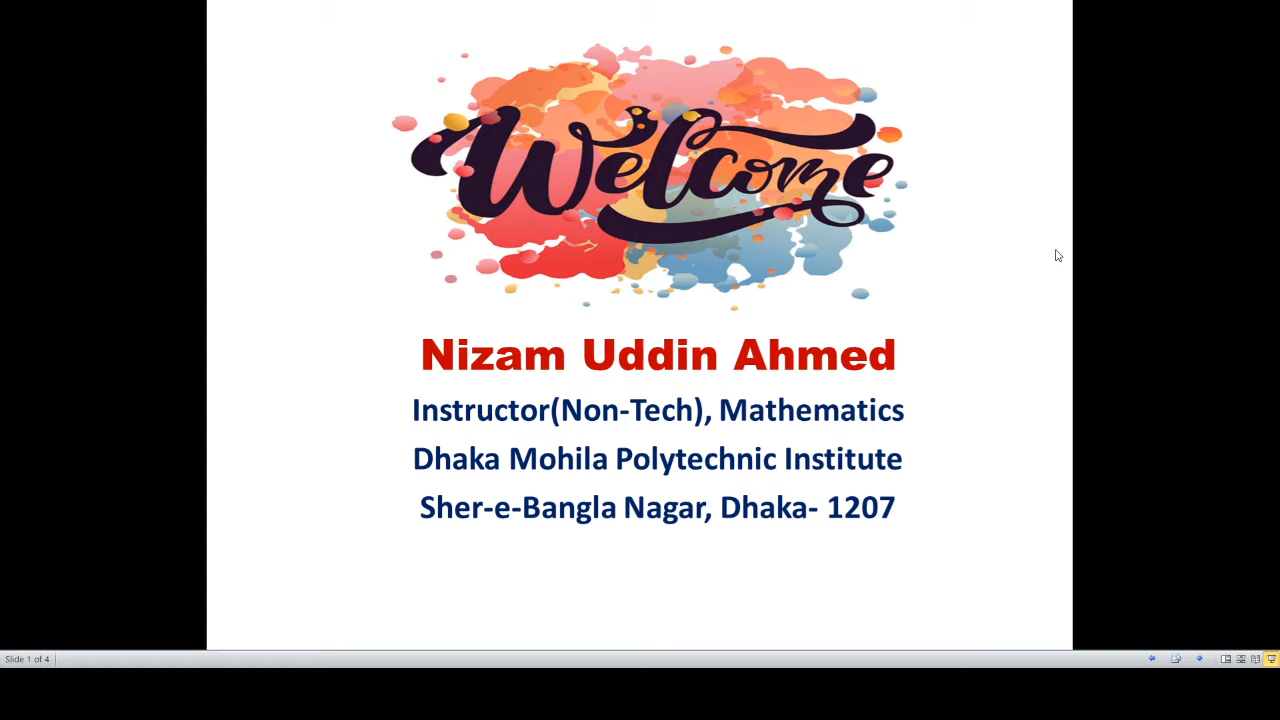 Welcome
Nizam Uddin Ahmed
Instructor(Non-Tech), Mathematics
Dhaka Mohila Polytechnic Institute
Sher-e-Bangla Nagar, Dhaka- 1207
Slide 1 of 4